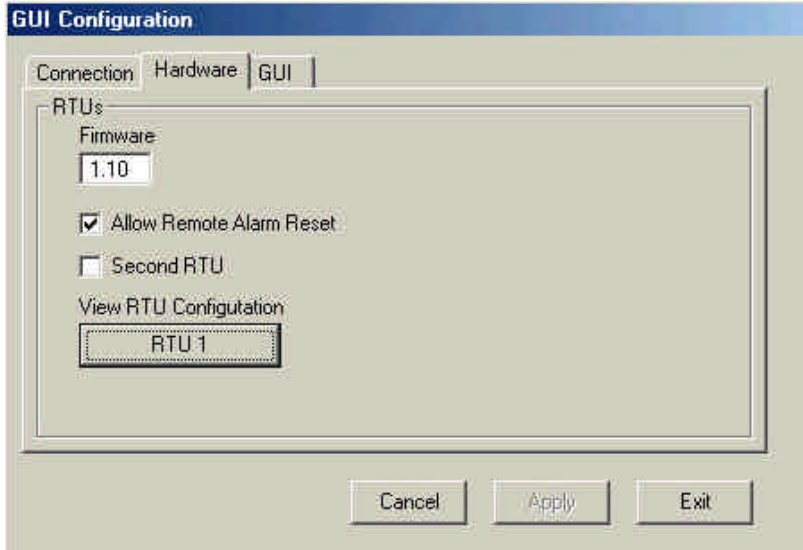 GUI Configuration
Connection Hardware GUI
RTUs
Firmware
1.10
Allow Remote Alarm Reset
Second RTU
View RTU Configutation
RTU 1
Cancel Apply Exit